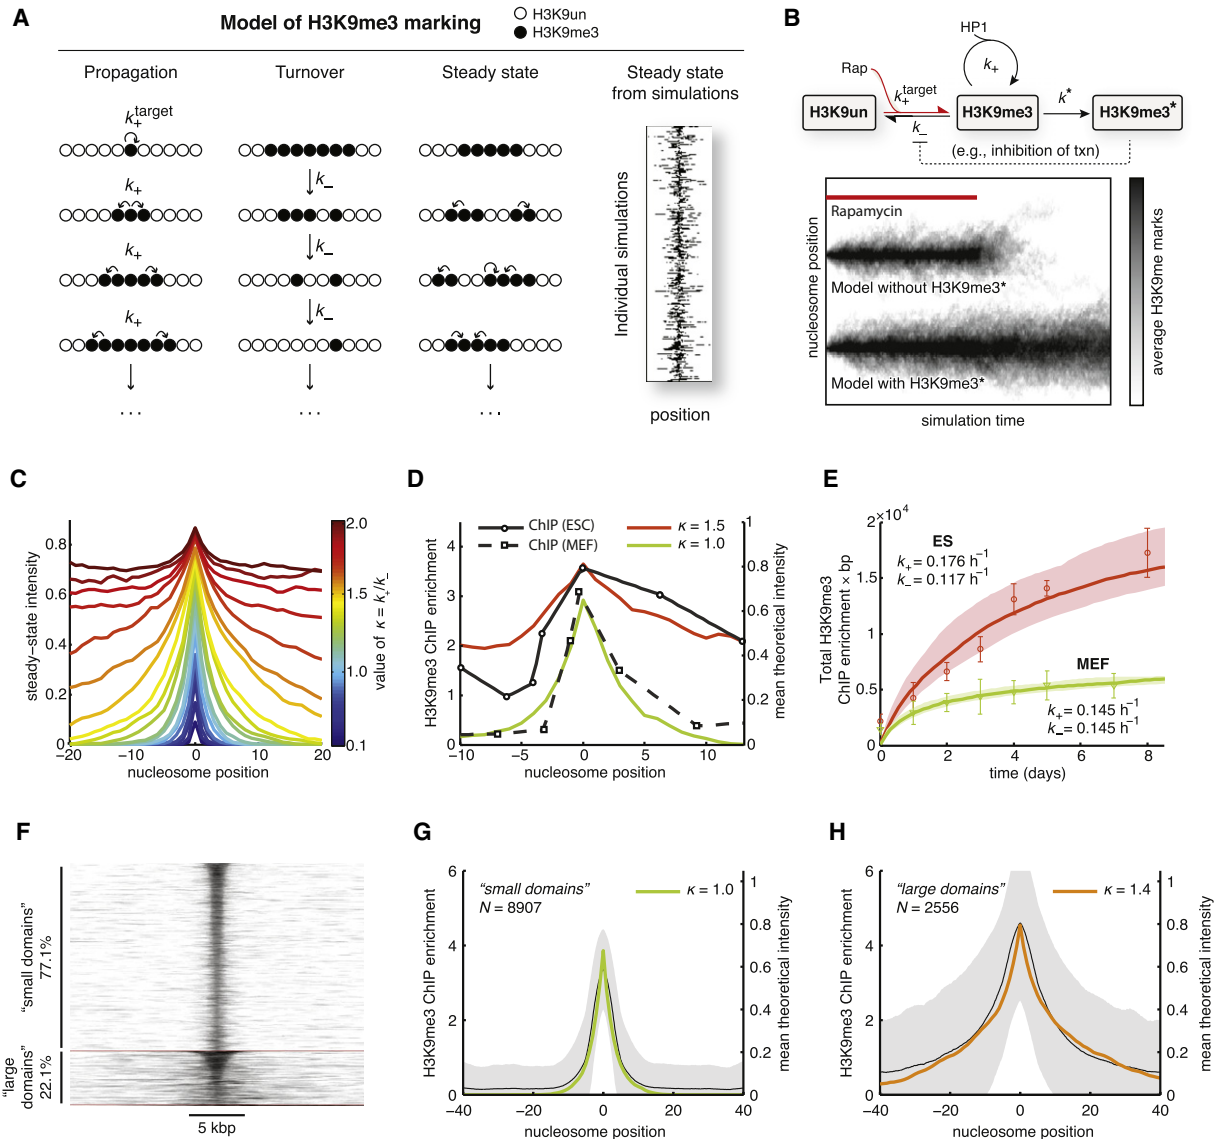 A
Model of H3K9me3 marking
H3K9un
H3K9me3
Propagation
Turnover
Steady state
Steady state
from simulations
k+target
k+
k+
k+
k−
k−
k−
Individual simulations
position
. . .
. . .
. . .
B
HP1
k+
Rap
k+target
k*
H3K9un
H3K9me3
H3K9me3*
k−
(e.g., inhibition of txn)
Rapamycin
Model without H3K9me3*
Model with H3K9me3*
nucleosome position
simulation time
average H3K9me marks
C
steady−state intensity
0.8
0.6
0.4
0.2
0
−20
−10
0
10
20
nucleosome position
2.0
1.5
1.0
0.1
value of κ = k+/k−
D
ChIP (ESC)
ChIP (MEF)
κ = 1.5
κ = 1.0
H3K9me3 ChIP enrichment
4
3
2
1
0
−10
−5
0
5
10
nucleosome position
1
0.8
0.6
0.4
0.2
0
mean theoretical intensity
E
×10⁴
Total H3K9me3
ChIP enrichment × bp
2
1.5
1
0.5
0
ES
k+ = 0.176 h−1
k− = 0.117 h−1
MEF
k+ = 0.145 h−1
k− = 0.145 h−1
0
2
4
6
8
time (days)
F
“small domains”
77.1%
“large
domains”
22.1%
5 kbp
G
“small domains”
N = 8907
κ = 1.0
H3K9me3 ChIP enrichment
6
4
2
0
−40
−20
0
20
40
nucleosome position
1
0.8
0.6
0.4
0.2
0
mean theoretical intensity
H
“large domains”
N = 2556
κ = 1.4
H3K9me3 ChIP enrichment
6
4
2
0
−40
−20
0
20
40
nucleosome position
1
0.8
0.6
0.4
0.2
0
mean theoretical intensity